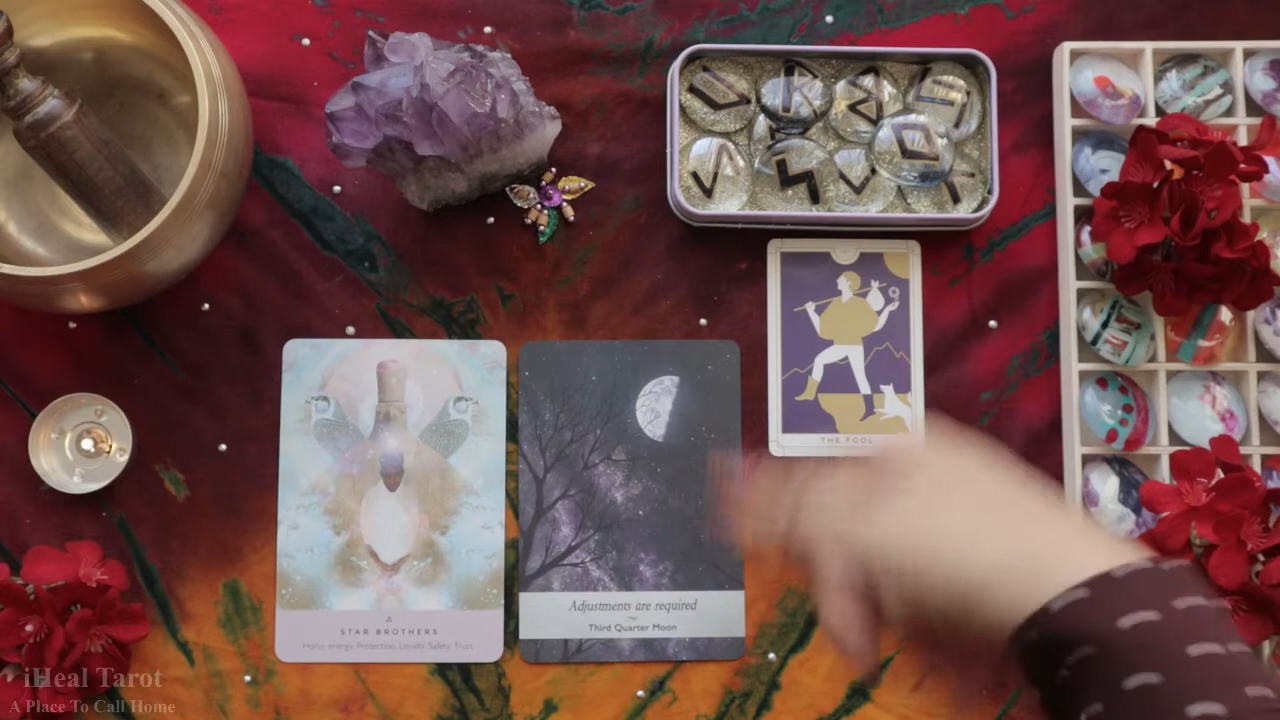 THE FOOL
STAR BROTHERS
Horus energy. Protection. Loyalty. Safety. Trust.
Adjustments are required
Third Quarter Moon
iHeal Tarot
A Place To Call Home